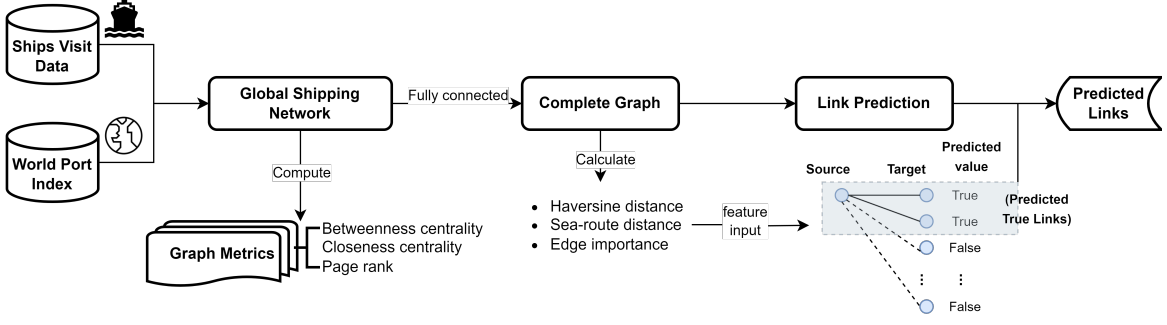 Ships Visit
Data
World Port
Index
Global Shipping
Network
Fully connected
Complete Graph
Link Prediction
Predicted
Links
Compute
Graph Metrics
Betweenness centrality
Closeness centrality
Page rank
Calculate
• Haversine distance
• Sea-route distance
• Edge importance
feature
input
Source
Target
Predicted
value
True
True
(Predicted
True Links)
False
False